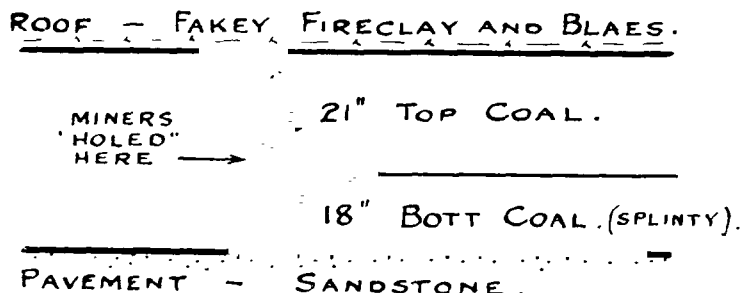 ROOF - FAKEY FIRECLAY AND BLAES.
21" TOP COAL.
MINERS
'HOLED"
HERE
18" BOTT COAL. (SPLINTY).
PAVEMENT - SANDSTONE.